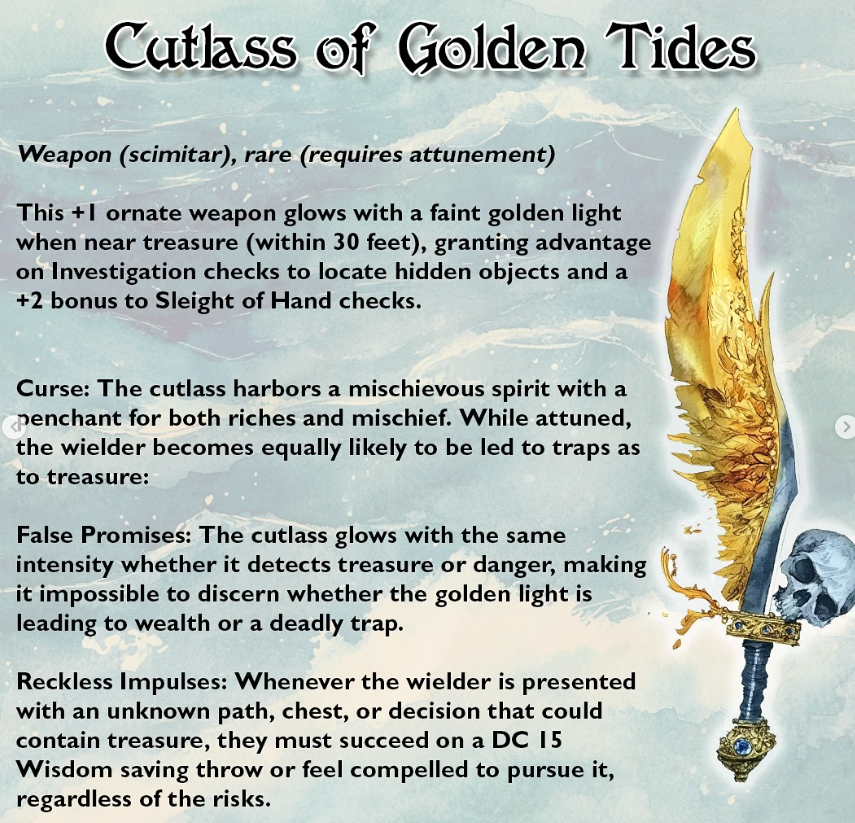 Cutlass of Golden Tides
Weapon (scimitar), rare (requires attunement)
This +1 ornate weapon glows with a faint golden light
when near treasure (within 30 feet), granting advantage
on Investigation checks to locate hidden objects and a
+2 bonus to Sleight of Hand checks.
Curse: The cutlass harbors a mischievous spirit with a
penchant for both riches and mischief. While attuned,
the wielder becomes equally likely to be led to traps as
to treasure:
False Promises: The cutlass glows with the same
intensity whether it detects treasure or danger, making
it impossible to discern whether the golden light is
leading to wealth or a deadly trap.
Reckless Impulses: Whenever the wielder is presented
with an unknown path, chest, or decision that could
contain treasure, they must succeed on a DC 15
Wisdom saving throw or feel compelled to pursue it,
regardless of the risks.